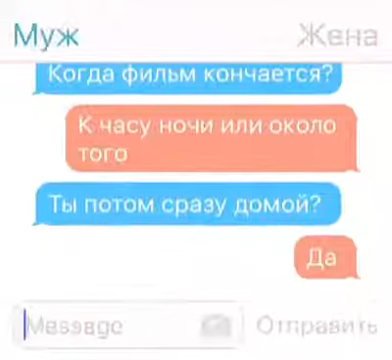 Муж
Жена
Когда фильм кончается?
К часу ночи или около
того
Ты потом сразу домой?
Да
Message
Отправить